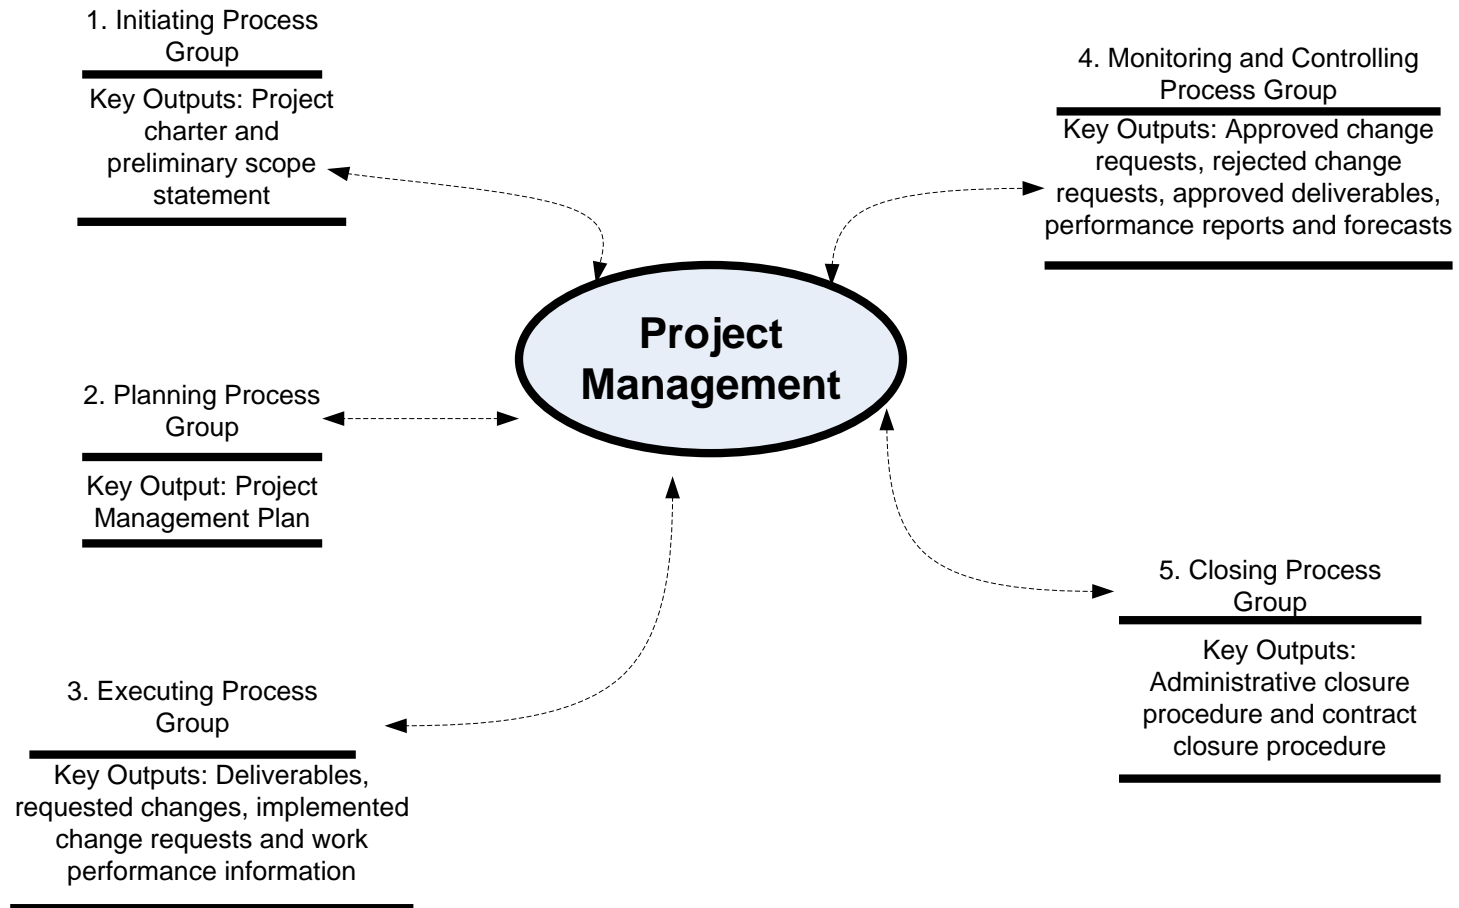 1. Initiating Process
Group
Key Outputs: Project
charter and
preliminary scope
statement
4. Monitoring and Controlling
Process Group
Key Outputs: Approved change
requests, rejected change
requests, approved deliverables,
performance reports and forecasts
Project
Management
2. Planning Process
Group
Key Output: Project
Management Plan
3. Executing Process
Group
Key Outputs: Deliverables,
requested changes, implemented
change requests and work
performance information
5. Closing Process
Group
Key Outputs:
Administrative closure
procedure and contract
closure procedure